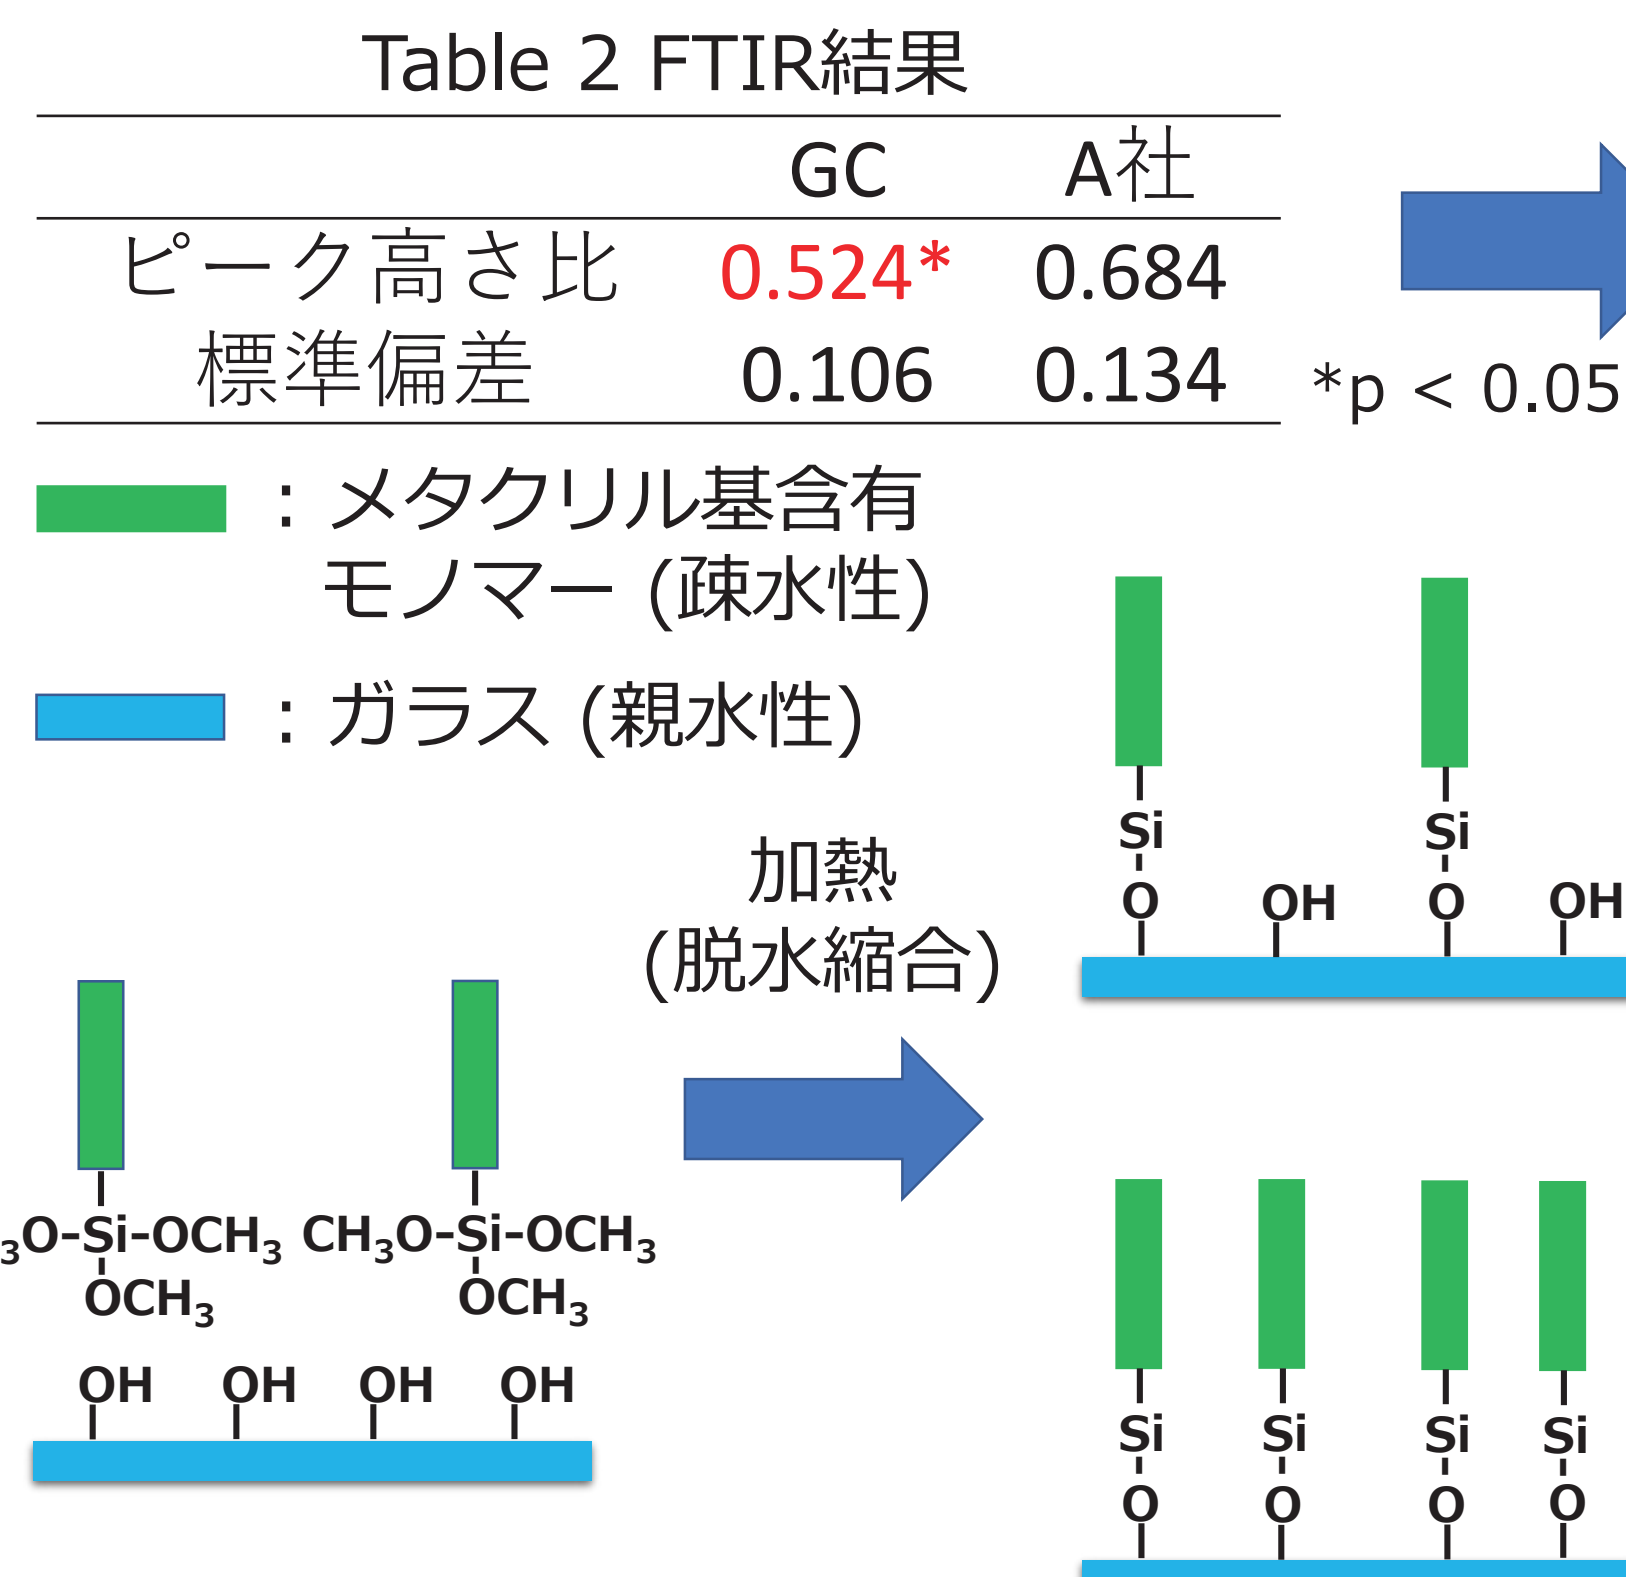 Table 2 FTIR結果
GC A社
ピーク高さ比 0.524* 0.684
標準偏差 0.106 0.134
*p < 0.05
: メタクリル基含有
モノマー (疎水性)
: ガラス (親水性)
加熱
(脱水縮合)
Si Si
O OH O OH
₃O-Si-OCH₃ CH₃O-Si-OCH₃
OCH₃ OCH₃
OH OH OH OH
Si Si Si Si
O O O O